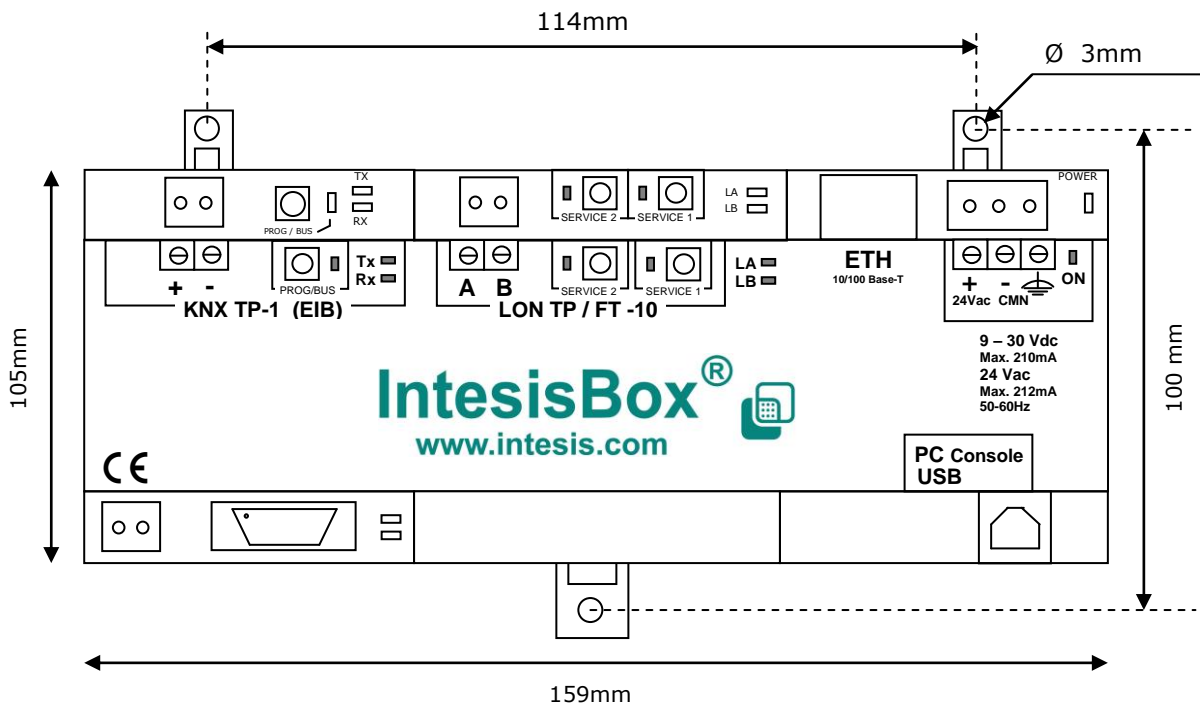 114mm
Ø 3mm
TX
RX
PROG / BUS
SERVICE 2
SERVICE 1
LA
LB
POWER
+ -
PROG/BUS
Tx
Rx
KNX TP-1 (EIB)
A B
SERVICE 2
SERVICE 1
LON TP / FT -10
LA
LB
ETH
10/100 Base-T
+ -
24Vac CMN
ON
9 – 30 Vdc
Max. 210mA
24 Vac
Max. 212mA
50-60Hz
105mm
100 mm
IntesisBox®
www.intesis.com
CE
PC Console
USB
159mm